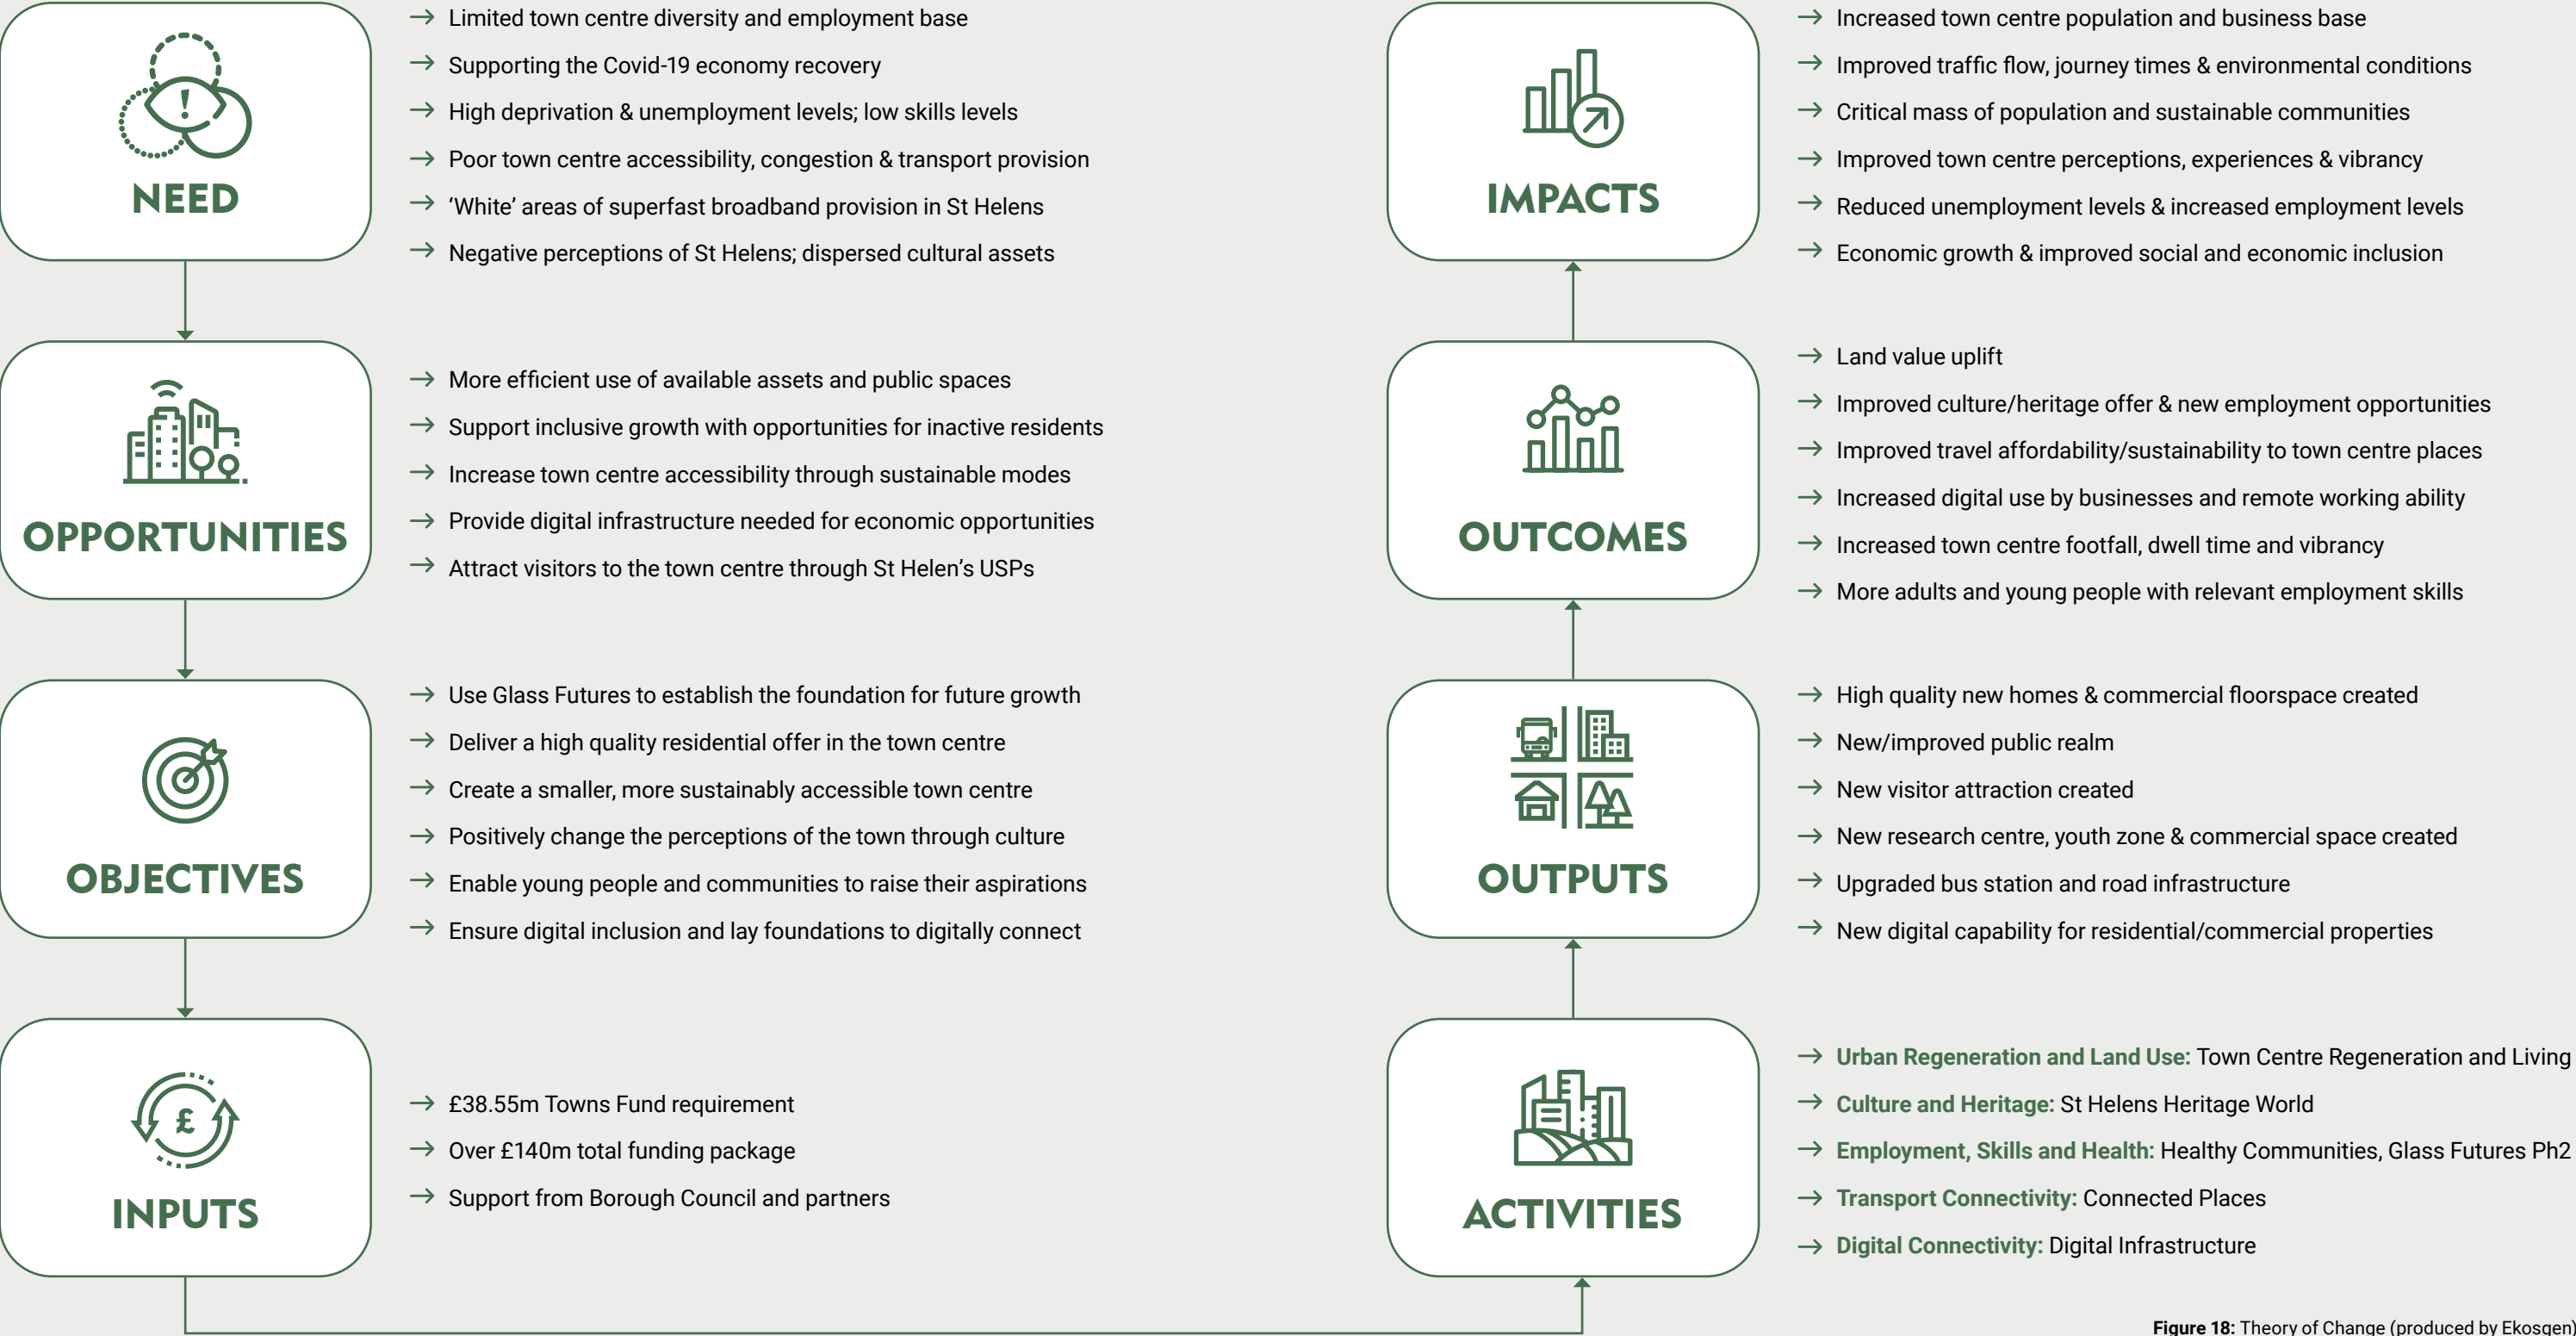 NEED
→ Limited town centre diversity and employment base
→ Supporting the Covid-19 economy recovery
→ High deprivation & unemployment levels; low skills levels
→ Poor town centre accessibility, congestion & transport provision
→ ‘White’ areas of superfast broadband provision in St Helens
→ Negative perceptions of St Helens; dispersed cultural assets
OPPORTUNITIES
→ More efficient use of available assets and public spaces
→ Support inclusive growth with opportunities for inactive residents
→ Increase town centre accessibility through sustainable modes
→ Provide digital infrastructure needed for economic opportunities
→ Attract visitors to the town centre through St Helen’s USPs
OBJECTIVES
→ Use Glass Futures to establish the foundation for future growth
→ Deliver a high quality residential offer in the town centre
→ Create a smaller, more sustainably accessible town centre
→ Positively change the perceptions of the town through culture
→ Enable young people and communities to raise their aspirations
→ Ensure digital inclusion and lay foundations to digitally connect
£
INPUTS
→ £38.55m Towns Fund requirement
→ Over £140m total funding package
→ Support from Borough Council and partners
ACTIVITIES
→ Urban Regeneration and Land Use: Town Centre Regeneration and Living
→ Culture and Heritage: St Helens Heritage World
→ Employment, Skills and Health: Healthy Communities, Glass Futures Ph2
→ Transport Connectivity: Connected Places
→ Digital Connectivity: Digital Infrastructure
OUTPUTS
→ High quality new homes & commercial floorspace created
→ New/improved public realm
→ New visitor attraction created
→ New research centre, youth zone & commercial space created
→ Upgraded bus station and road infrastructure
→ New digital capability for residential/commercial properties
OUTCOMES
→ Land value uplift
→ Improved culture/heritage offer & new employment opportunities
→ Improved travel affordability/sustainability to town centre places
→ Increased digital use by businesses and remote working ability
→ Increased town centre footfall, dwell time and vibrancy
→ More adults and young people with relevant employment skills
IMPACTS
→ Increased town centre population and business base
→ Improved traffic flow, journey times & environmental conditions
→ Critical mass of population and sustainable communities
→ Improved town centre perceptions, experiences & vibrancy
→ Reduced unemployment levels & increased employment levels
→ Economic growth & improved social and economic inclusion
Figure 18: Theory of Change (produced by Ekosgen)